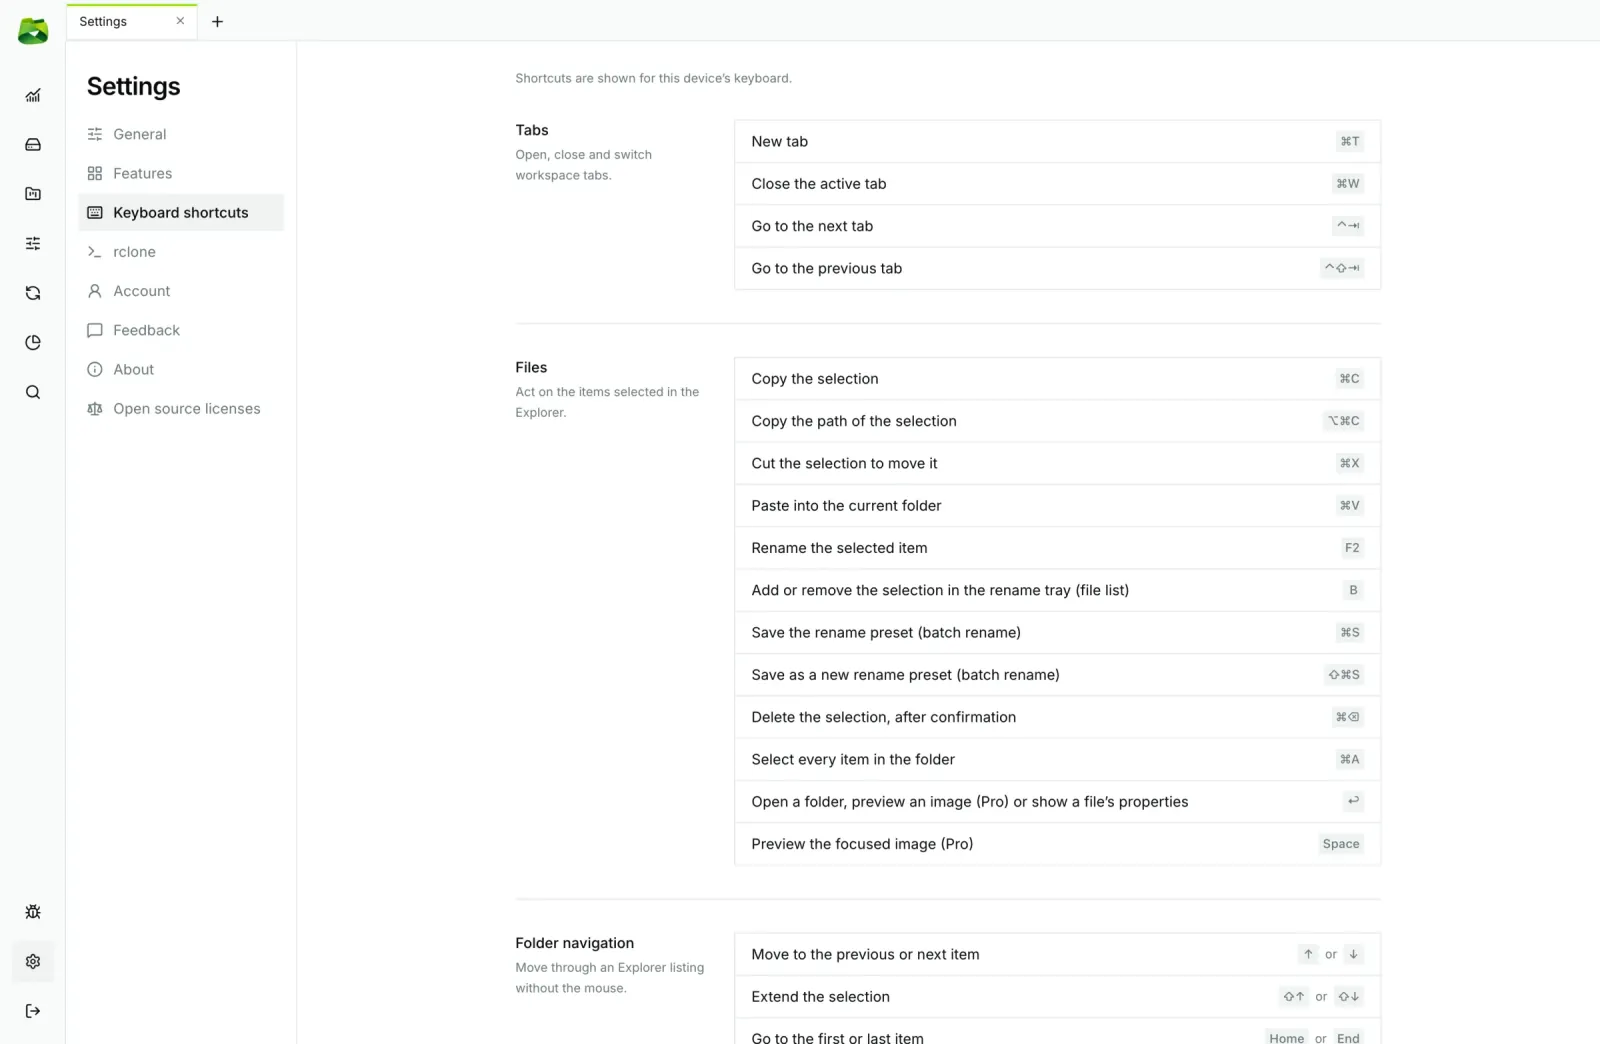 Settings
Settings
General
Features
Keyboard shortcuts
rclone
Account
Feedback
About
Open source licenses
Shortcuts are shown for this device’s keyboard.
Tabs
Open, close and switch
workspace tabs.
New tab ⌘T
Close the active tab ⌘W
Go to the next tab ⌃⇥
Go to the previous tab ⌃⇧⇥
Files
Act on the items selected in the
Explorer.
Copy the selection ⌘C
Copy the path of the selection ⌥⌘C
Cut the selection to move it ⌘X
Paste into the current folder ⌘V
Rename the selected item F2
Add or remove the selection in the rename tray (file list) B
Save the rename preset (batch rename) ⌘S
Save as a new rename preset (batch rename) ⇧⌘S
Delete the selection, after confirmation ⌘⌫
Select every item in the folder ⌘A
Open a folder, preview an image (Pro) or show a file’s properties ↩
Preview the focused image (Pro) Space
Folder navigation
Move through an Explorer listing
without the mouse.
Move to the previous or next item ↑ or ↓
Extend the selection ⇧↑ or ⇧↓
Go to the first or last item Home or End